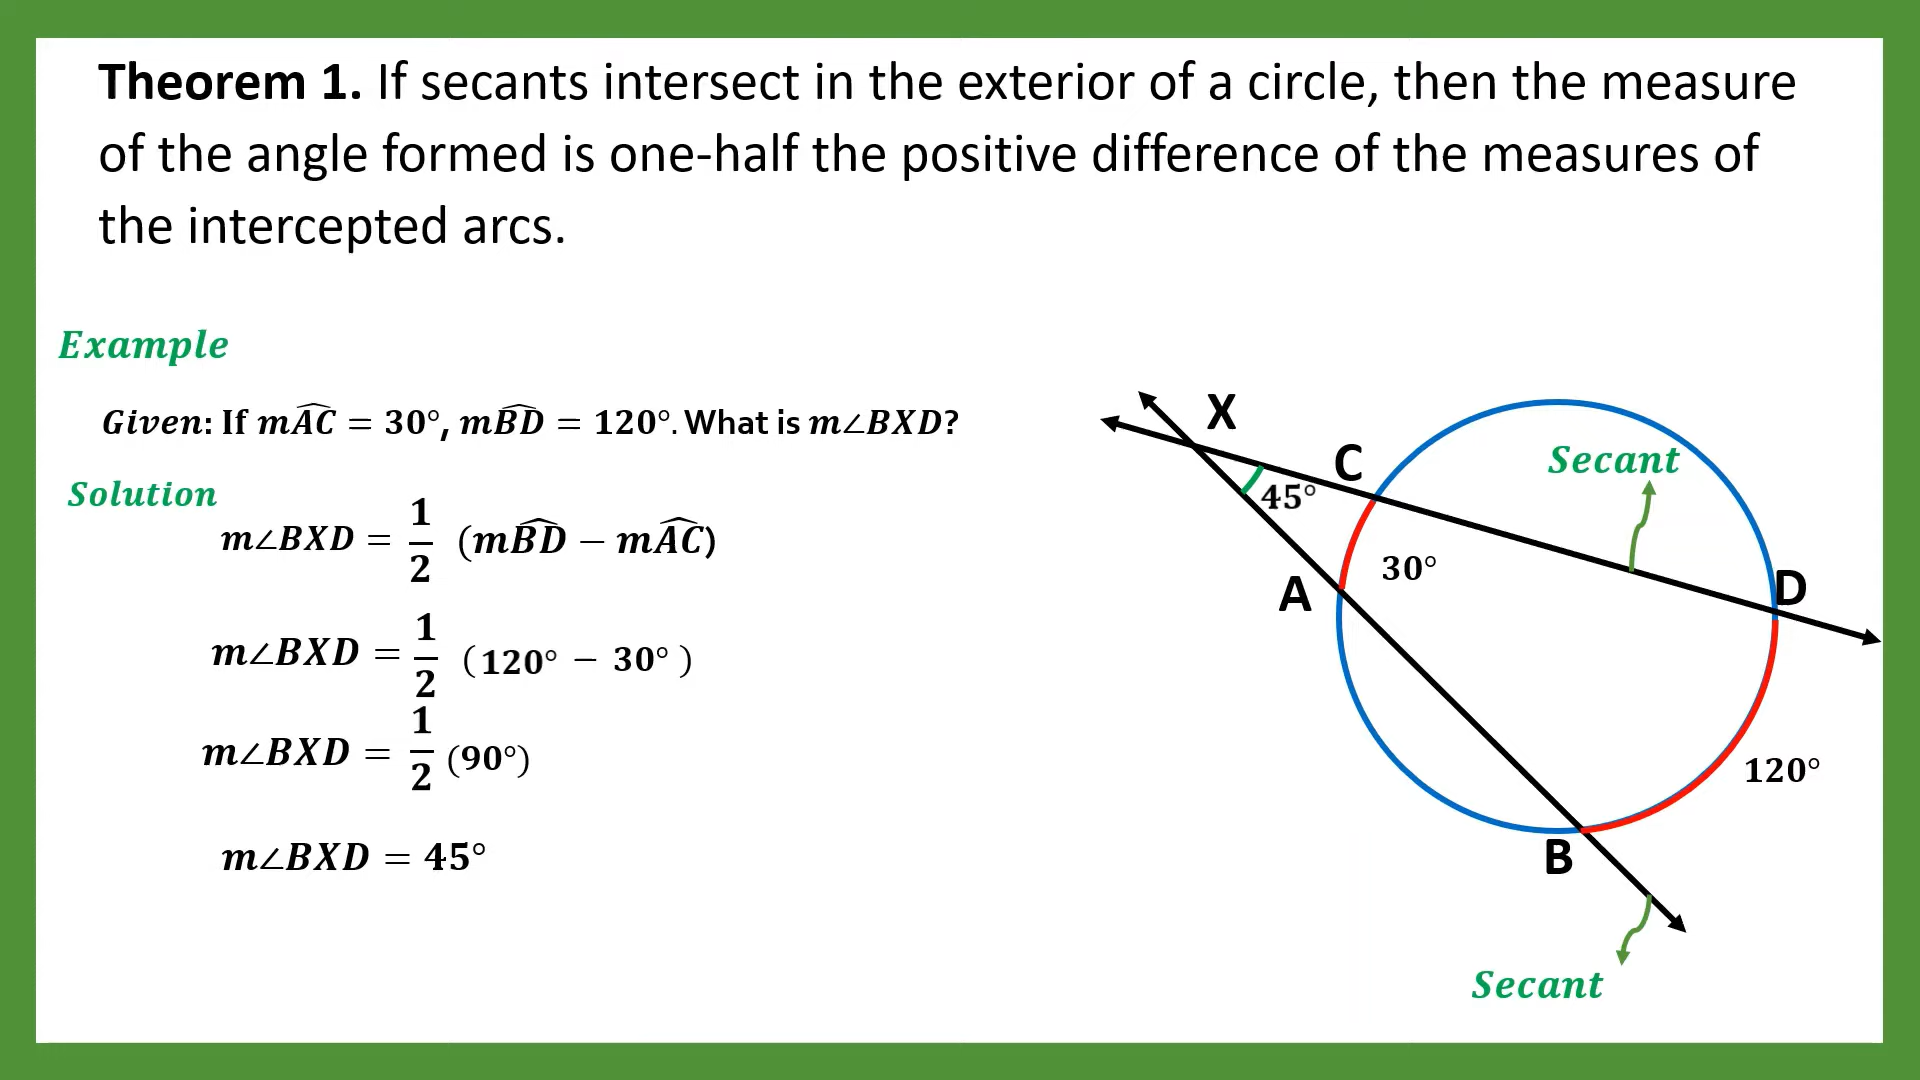 Theorem 1. If secants intersect in the exterior of a circle, then the measure
of the angle formed is one-half the positive difference of the measures of
the intercepted arcs.
Example
Given: If m\widehat{AC} = 30°, m\widehat{BD} = 120°. What is m∠BXD?
Solution
m∠BXD = \frac{1}{2} (m\widehat{BD} − m\widehat{AC})
m∠BXD = \frac{1}{2} (120° − 30°)
m∠BXD = \frac{1}{2} (90°)
m∠BXD = 45°
X
C
Secant
45°
30°
A
D
120°
B
Secant